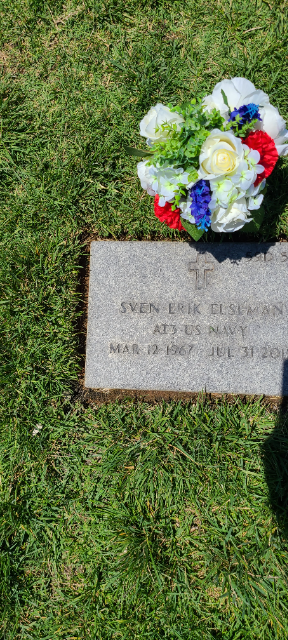 SVEN ERIK ELSEMAN
AT3 US NAVY
MAR 12 1967 JUL 31